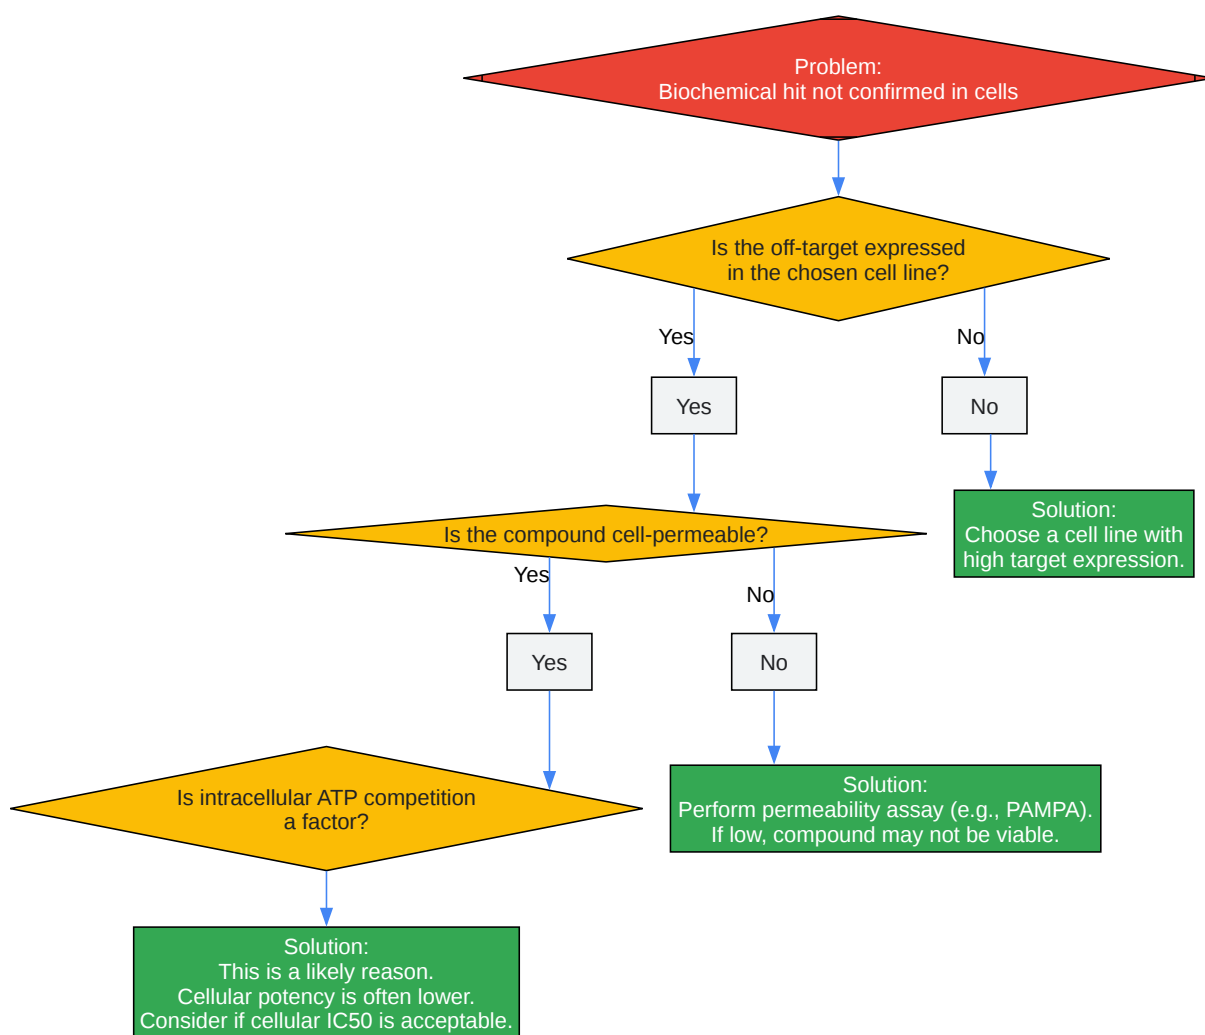 Problem:
Biochemical hit not confirmed in cells
Is the off-target expressed
in the chosen cell line?
Yes
No
Yes
No
Solution:
Choose a cell line with
high target expression.
Is the compound cell-permeable?
Yes
No
Yes
No
Is intracellular ATP competition
a factor?
Solution:
Perform permeability assay (e.g., PAMPA).
If low, compound may not be viable.
Solution:
This is a likely reason.
Cellular potency is often lower.
Consider if cellular IC50 is acceptable.